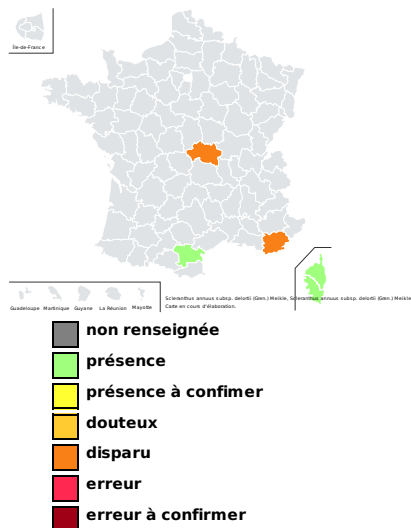 Île-de-France
Guadeloupe Martinique Guyane La Réunion Mayotte
Scleranthus annuus subsp. delortii (Gren.) Meikle, Scleranthus annuus subsp. delortii (Gren.) Meikle
Carte en cours d'élaboration.
non renseignée
présence
présence à confimer
douteux
disparu
erreur
erreur à confirmer